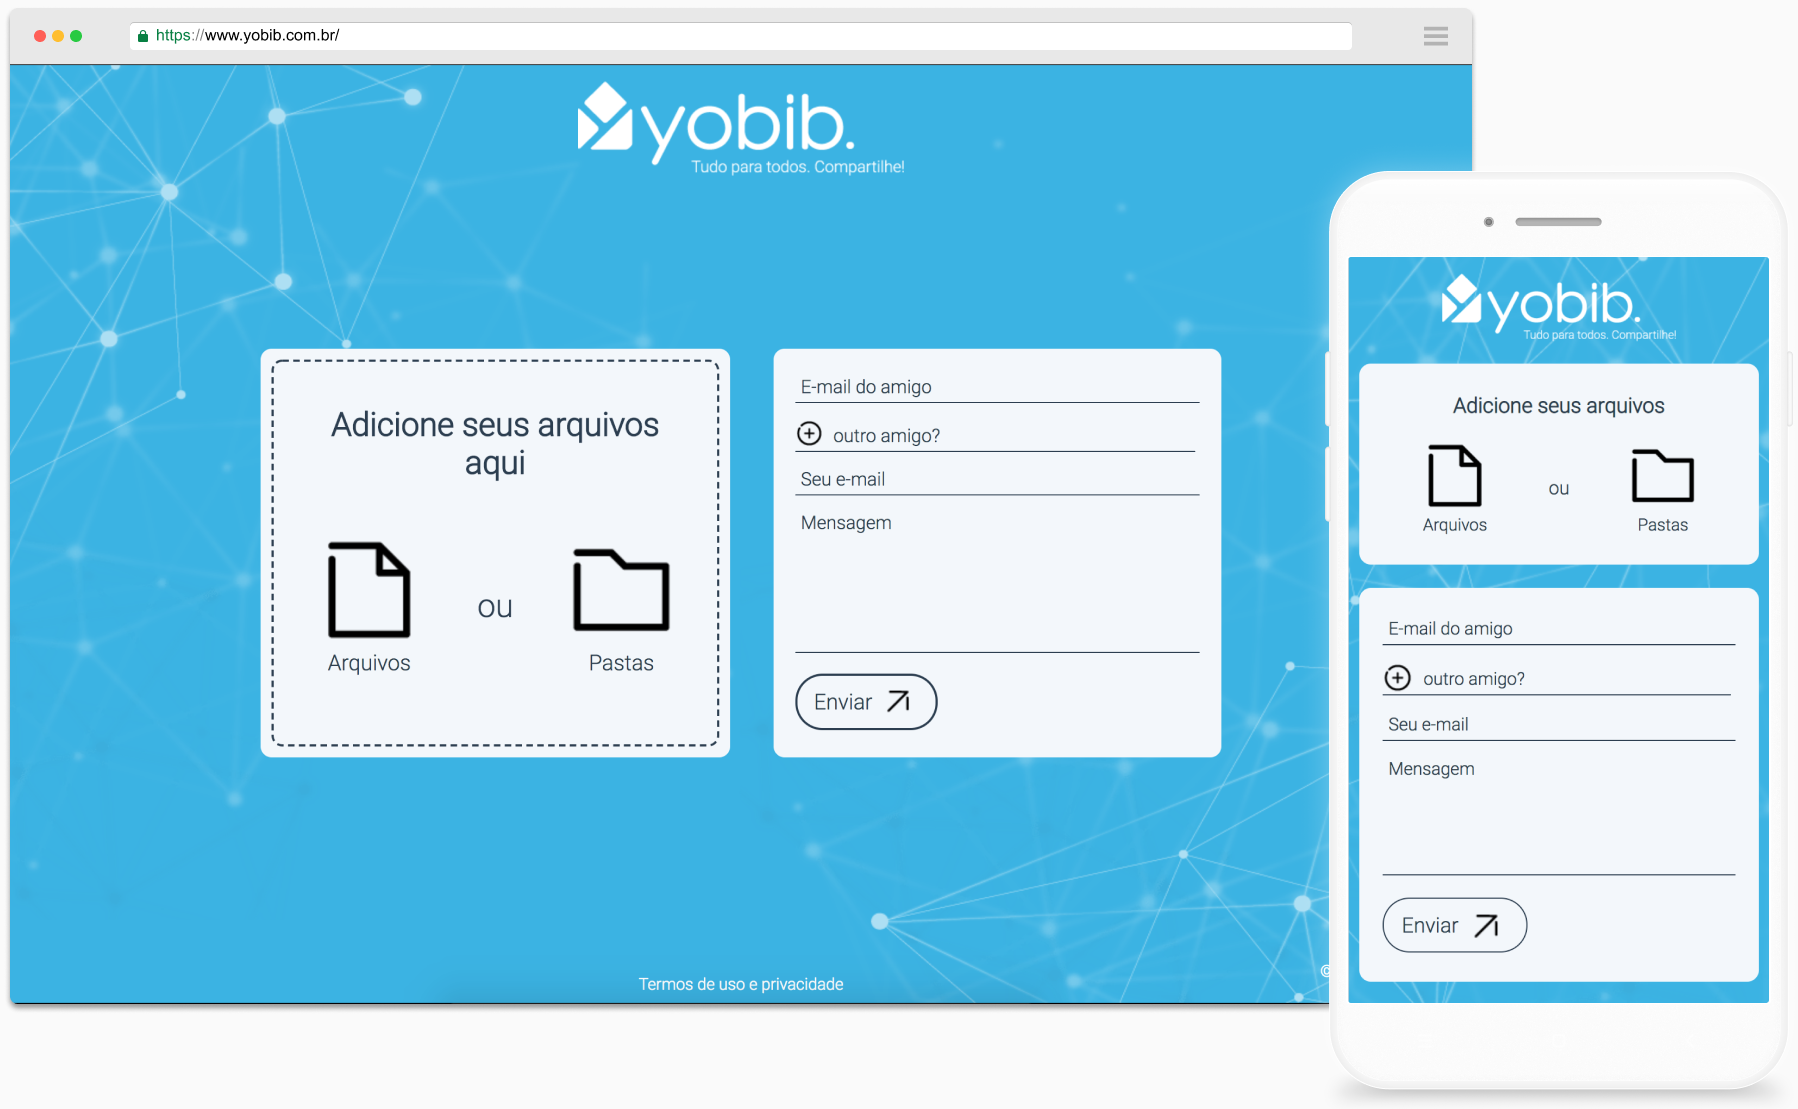 https://www.yobib.com.br/
yobib.
Tudo para todos. Compartilhe!
Adicione seus arquivos
aqui
Arquivos
ou
Pastas
E-mail do amigo
outro amigo?
Seu e-mail
Mensagem
Enviar
Termos de uso e privacidade
©
yobib.
Tudo para todos. Compartilhe!
Adicione seus arquivos
Arquivos
ou
Pastas
E-mail do amigo
outro amigo?
Seu e-mail
Mensagem
Enviar